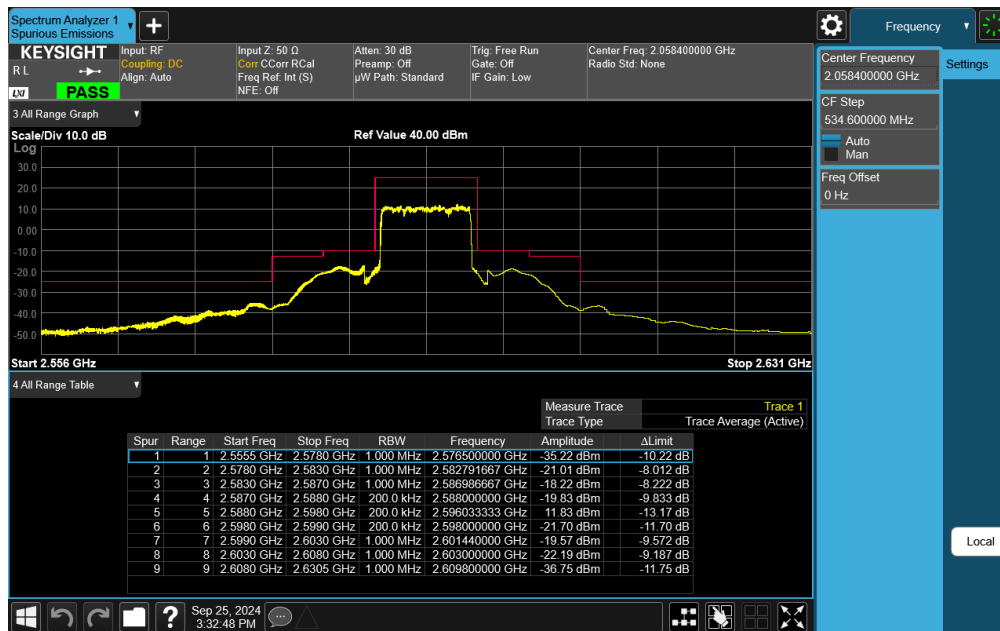 Spectrum Analyzer 1
Spurious Emissions
Frequency
KEYSIGHT
R L
LXI
PASS
Input: RF
Coupling: DC
Align: Auto
Input Z: 50 Ω
Corr CCorr RCal
Freq Ref: Int (S)
NFE: Off
Atten: 30 dB
Preamp: Off
µW Path: Standard
Trig: Free Run
Gate: Off
IF Gain: Low
Center Freq: 2.058400000 GHz
Radio Std: None
Center Frequency
2.058400000 GHz
Settings
CF Step
534.600000 MHz
Auto
Man
Freq Offset
0 Hz
3 All Range Graph
Scale/Div 10.0 dB
Ref Value 40.00 dBm
Log
30.0
20.0
10.0
0.00
-10.0
-20.0
-30.0
-40.0
-50.0
Start 2.556 GHz
Stop 2.631 GHz
4 All Range Table
Measure Trace Trace 1
Trace Type Trace Average (Active)
Spur Range Start Freq Stop Freq RBW Frequency Amplitude ΔLimit
1 1 2.5555 GHz 2.5780 GHz 1.000 MHz 2.576500000 GHz -35.22 dBm -10.22 dB
2 2 2.5780 GHz 2.5830 GHz 1.000 MHz 2.582791667 GHz -21.01 dBm -8.012 dB
3 3 2.5830 GHz 2.5870 GHz 1.000 MHz 2.586986667 GHz -18.22 dBm -8.222 dB
4 4 2.5870 GHz 2.5880 GHz 200.0 kHz 2.588000000 GHz -19.83 dBm -9.833 dB
5 5 2.5880 GHz 2.5980 GHz 200.0 kHz 2.596033333 GHz 11.83 dBm -13.17 dB
6 6 2.5980 GHz 2.5990 GHz 200.0 kHz 2.598000000 GHz -21.70 dBm -11.70 dB
7 7 2.5990 GHz 2.6030 GHz 1.000 MHz 2.601440000 GHz -19.57 dBm -9.572 dB
8 8 2.6030 GHz 2.6080 GHz 1.000 MHz 2.603000000 GHz -22.19 dBm -9.187 dB
9 9 2.6080 GHz 2.6305 GHz 1.000 MHz 2.609800000 GHz -36.75 dBm -11.75 dB
Local
?
Sep 25, 2024
3:32:48 PM